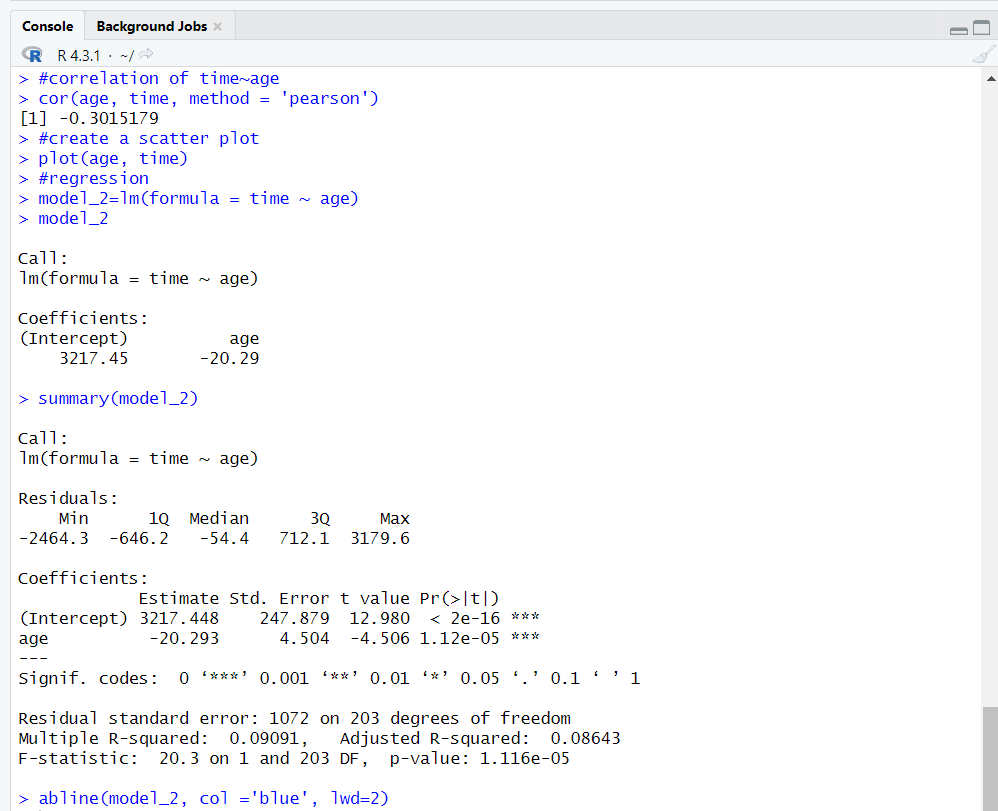 Console Background Jobs ×
R R 4.3.1 · ~/
> #correlation of time~age
> cor(age, time, method = 'pearson')
[1] -0.3015179
> #create a scatter plot
> plot(age, time)
> #regression
> model_2=lm(formula = time ~ age)
> model_2
Call:
lm(formula = time ~ age)
Coefficients:
(Intercept)          age
    3217.45       -20.29
> summary(model_2)
Call:
lm(formula = time ~ age)
Residuals:
    Min      1Q  Median      3Q     Max
-2464.3  -646.2   -54.4   712.1  3179.6
Coefficients:
            Estimate Std. Error t value Pr(>|t|)
(Intercept) 3217.448    247.879  12.980  < 2e-16 ***
age          -20.293      4.504  -4.506 1.12e-05 ***
---
Signif. codes:  0 ‘***’ 0.001 ‘**’ 0.01 ‘*’ 0.05 ‘.’ 0.1 ‘ ’ 1
Residual standard error: 1072 on 203 degrees of freedom
Multiple R-squared:  0.09091,   Adjusted R-squared:  0.08643
F-statistic:  20.3 on 1 and 203 DF,  p-value: 1.116e-05
> abline(model_2, col ='blue', lwd=2)